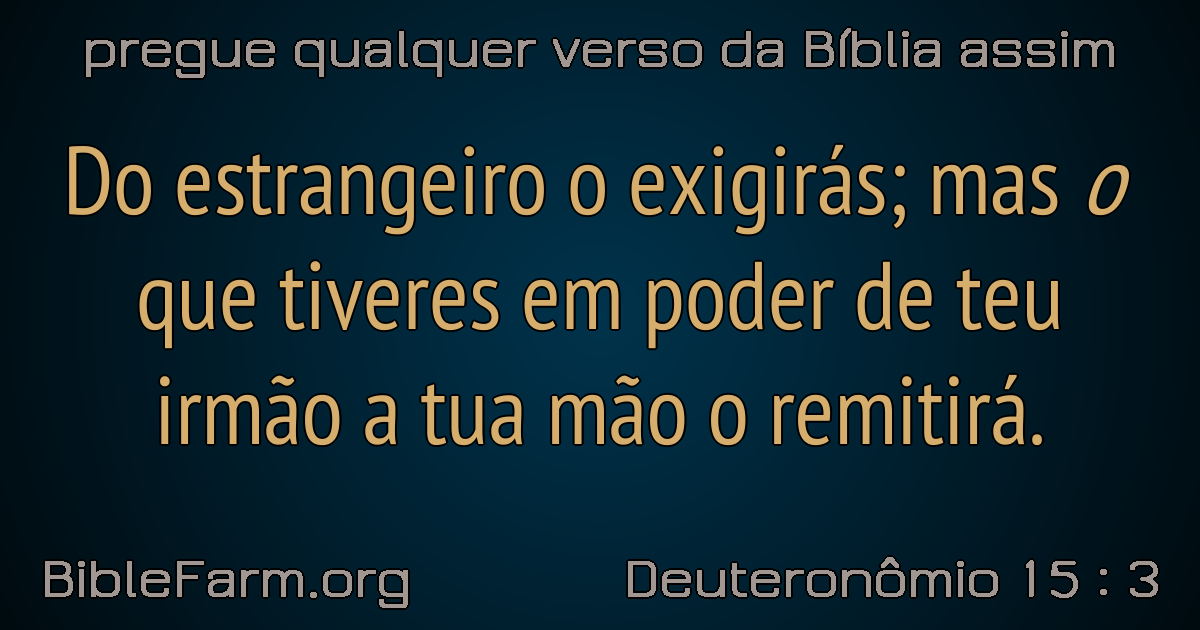 pregue qualquer verso da Bíblia assim
Do estrangeiro o exigirás; mas o
que tiveres em poder de teu
irmão a tua mão o remitirá.
BibleFarm.org
Deuteronômio 15 : 3